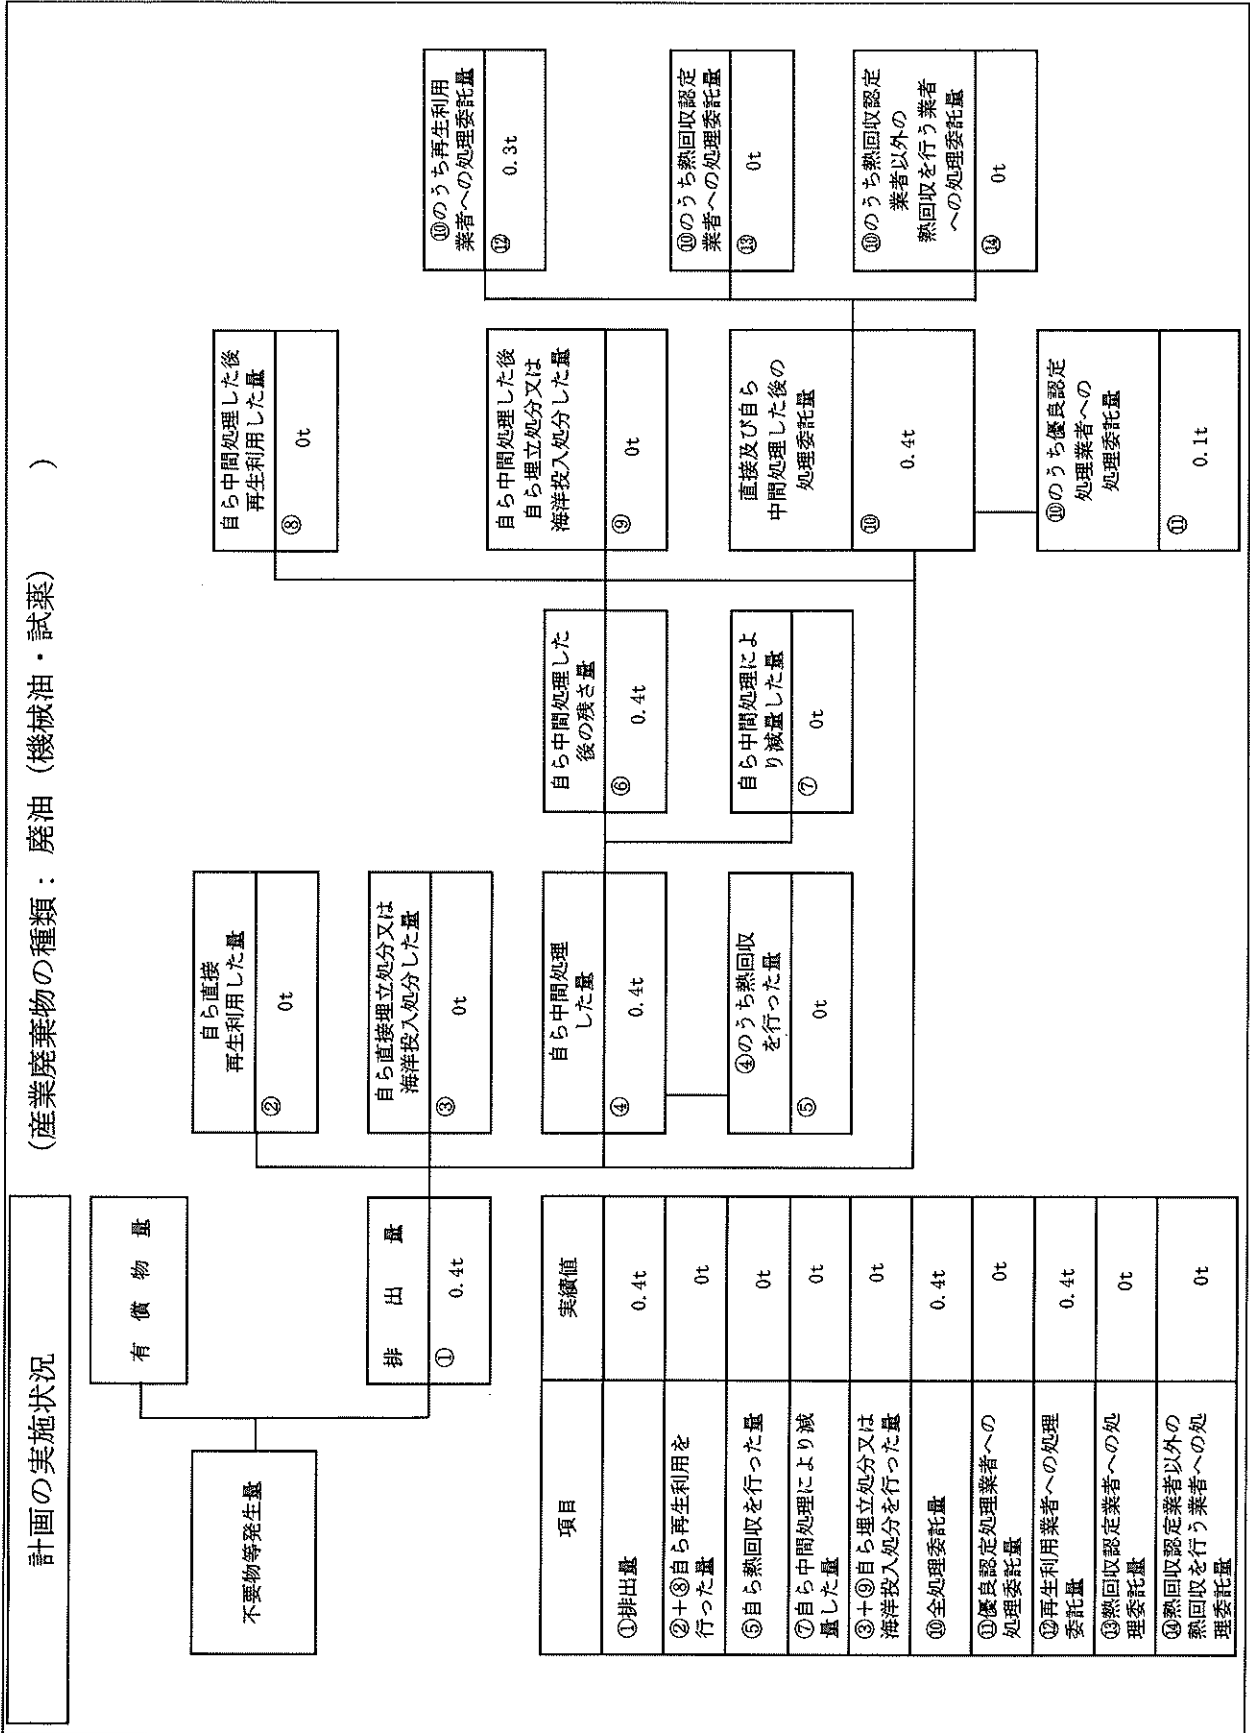 計画の実施状況
(産業廃棄物の種類: 廃油 (機械油・試薬) )
不要物等発生量
有 償 物 量
排 出 量
① 0.4t
自ら直接
再生利用した量
② 0t
自ら直接埋立処分又は
海洋投入処分した量
③ 0t
自ら中間処理
した量
④ 0.4t
④のうち熱回収
を行った量
⑤ 0t
自ら中間処理した
後の残さ量
⑥ 0.4t
自ら中間処理によ
り減量した量
⑦ 0t
自ら中間処理した後
再生利用した量
⑧ 0t
自ら中間処理した後
自ら埋立処分又は
海洋投入処分した量
⑨ 0t
直接及び自ら
中間処理した後の
処理委託量
⑩ 0.4t
⑩のうち優良認定
処理業者への
処理委託量
⑪ 0.1t
⑩のうち再生利用
業者への処理委託量
⑫ 0.3t
⑩のうち熱回収認定
業者への処理委託量
⑬ 0t
⑩のうち熱回収認定
業者以外の
熱回収を行う業者
への処理委託量
⑭ 0t
項目 実績値
①排出量 0.4t
②+⑧自ら再生利用を
行った量 0t
⑤自ら熱回収を行った量 0t
⑦自ら中間処理により減
量した量 0t
③+⑨自ら埋立処分又は
海洋投入処分を行った量 0t
⑩全処理委託量 0.4t
⑪優良認定処理業者への
処理委託量 0t
⑫再生利用業者への処理
委託量 0.4t
⑬熱回収認定業者への処
理委託量 0t
⑭熱回収認定業者以外の
熱回収を行う業者への処
理委託量 0t